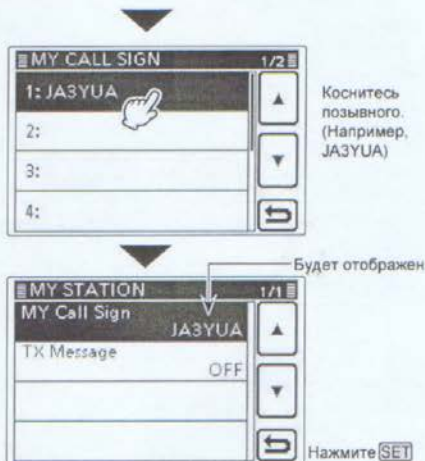 MY CALL SIGN 1/2
1: JA3YUA
2:
3:
4:
Коснитесь
позывного.
(Например,
JA3YUA)
Будет отображен
MY STATION 1/1
MY Call Sign
JA3YUA
TX Message
OFF
Нажмите [SET]